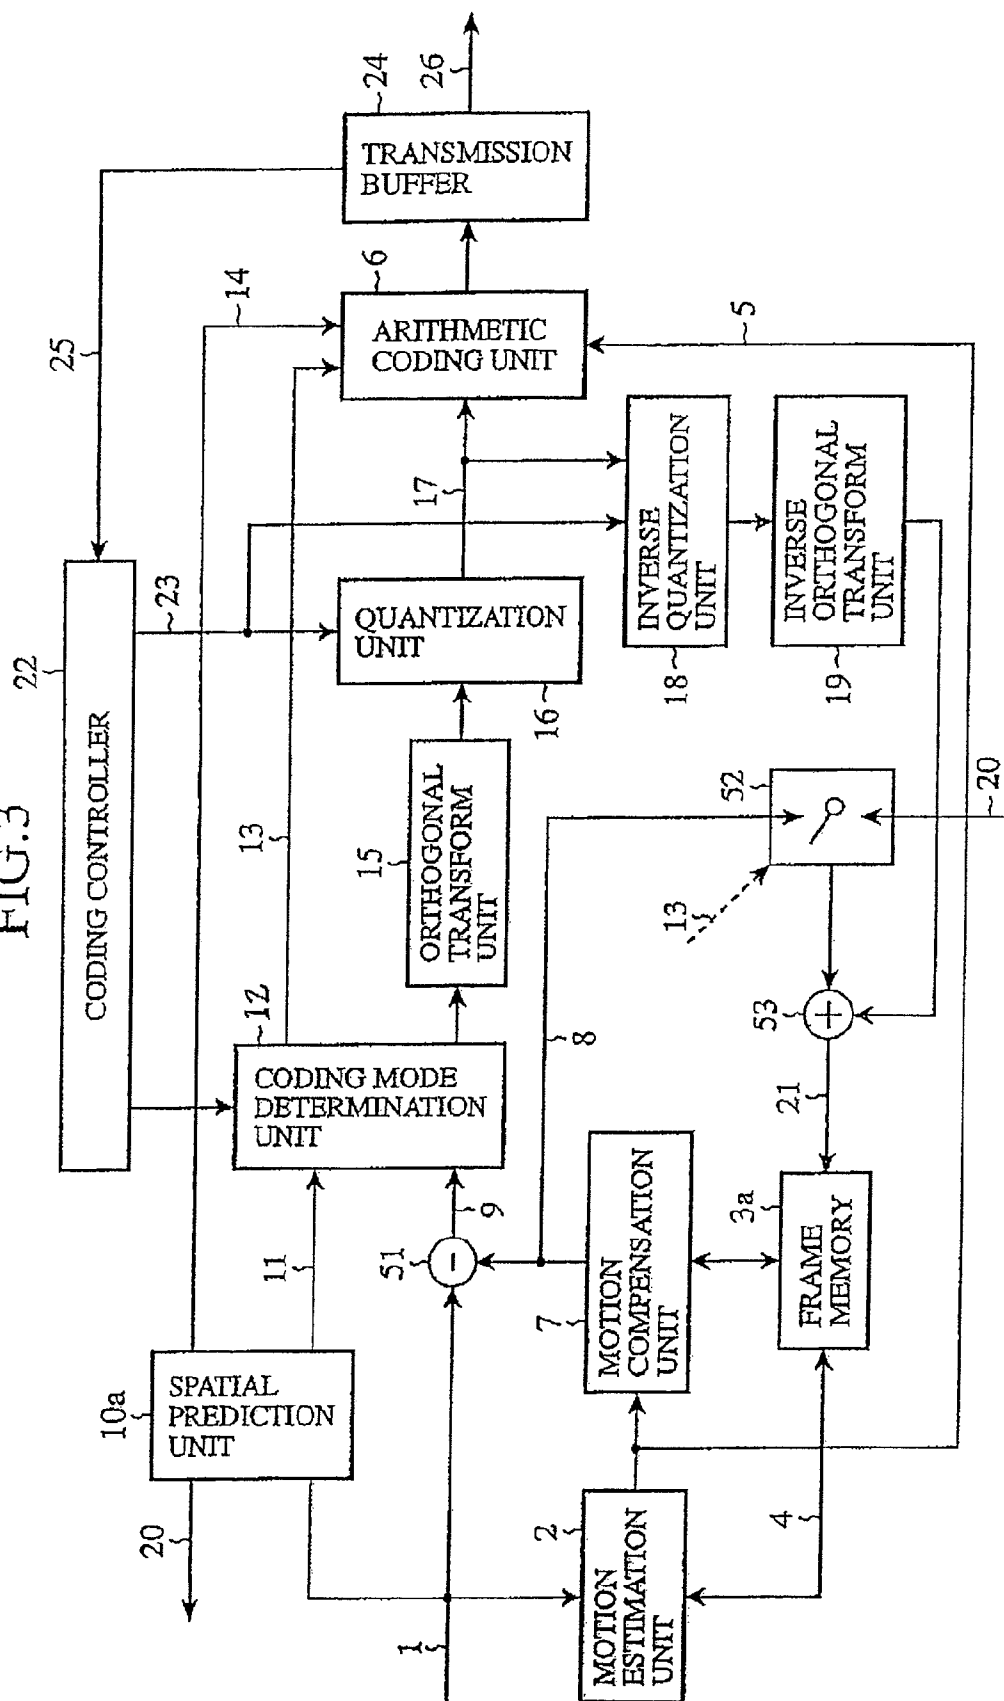 FIG.3
22
CODING CONTROLLER
25
24
TRANSMISSION
BUFFER
26
14
6
ARITHMETIC
CODING UNIT
5
23
17
QUANTIZATION
UNIT
16
INVERSE
QUANTIZATION
UNIT
18
INVERSE
ORTHOGONAL
TRANSFORM
UNIT
19
13
15
ORTHOGONAL
TRANSFORM
UNIT
52
20
13
12
CODING MODE
DETERMINATION
UNIT
8
53
21
11
9
51
7
MOTION
COMPENSATION
UNIT
3a
FRAME
MEMORY
10a
SPATIAL
PREDICTION
UNIT
20
1
2
MOTION
ESTIMATION
UNIT
4